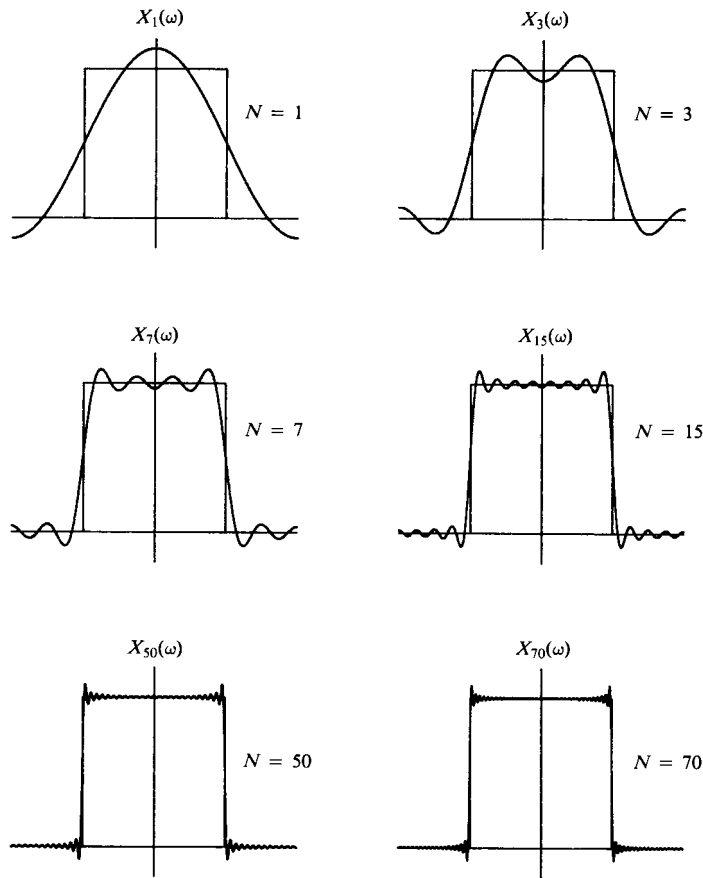 X₁(ω)
N = 1
X₃(ω)
N = 3
X₇(ω)
N = 7
X₁₅(ω)
N = 15
X₅₀(ω)
N = 50
X₇₀(ω)
N = 70